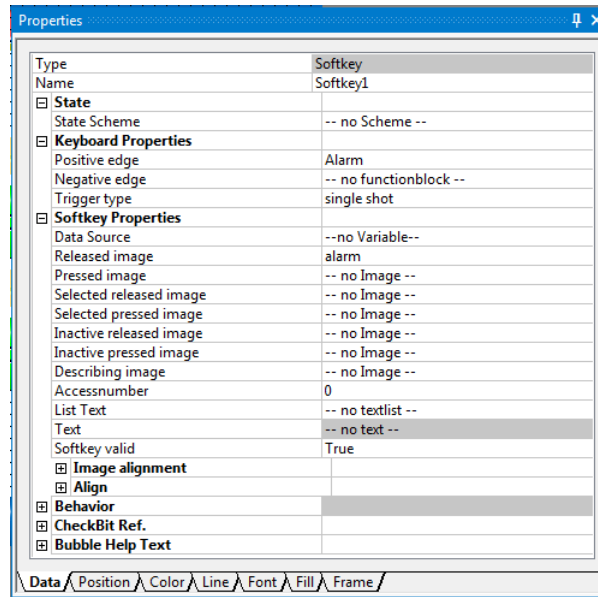 Properties
Type Softkey
Name Softkey1
State
State Scheme -- no Scheme --
Keyboard Properties
Positive edge Alarm
Negative edge -- no functionblock --
Trigger type single shot
Softkey Properties
Data Source --no Variable--
Released image alarm
Pressed image -- no Image --
Selected released image -- no Image --
Selected pressed image -- no Image --
Inactive released image -- no Image --
Inactive pressed image -- no Image --
Describing image -- no Image --
Accessnumber 0
List Text -- no textlist --
Text -- no text --
Softkey valid True
Image alignment
Align
Behavior
CheckBit Ref.
Bubble Help Text
Data Position Color Line Font Fill Frame